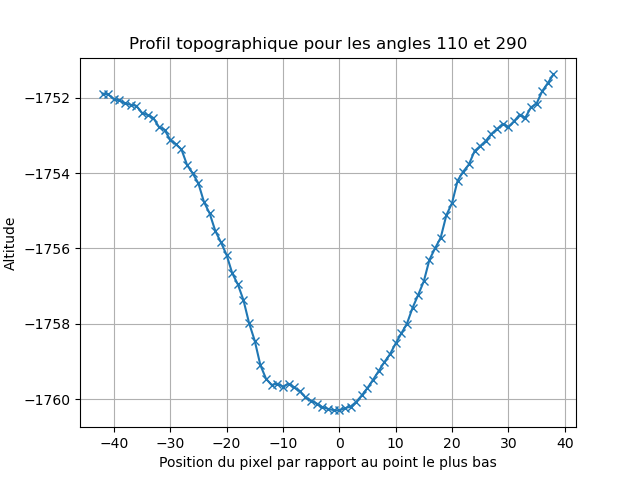 Profil topographique pour les angles 110 et 290
Altitude
−1752
−1754
−1756
−1758
−1760
−40 −30 −20 −10 0 10 20 30 40
Position du pixel par rapport au point le plus bas